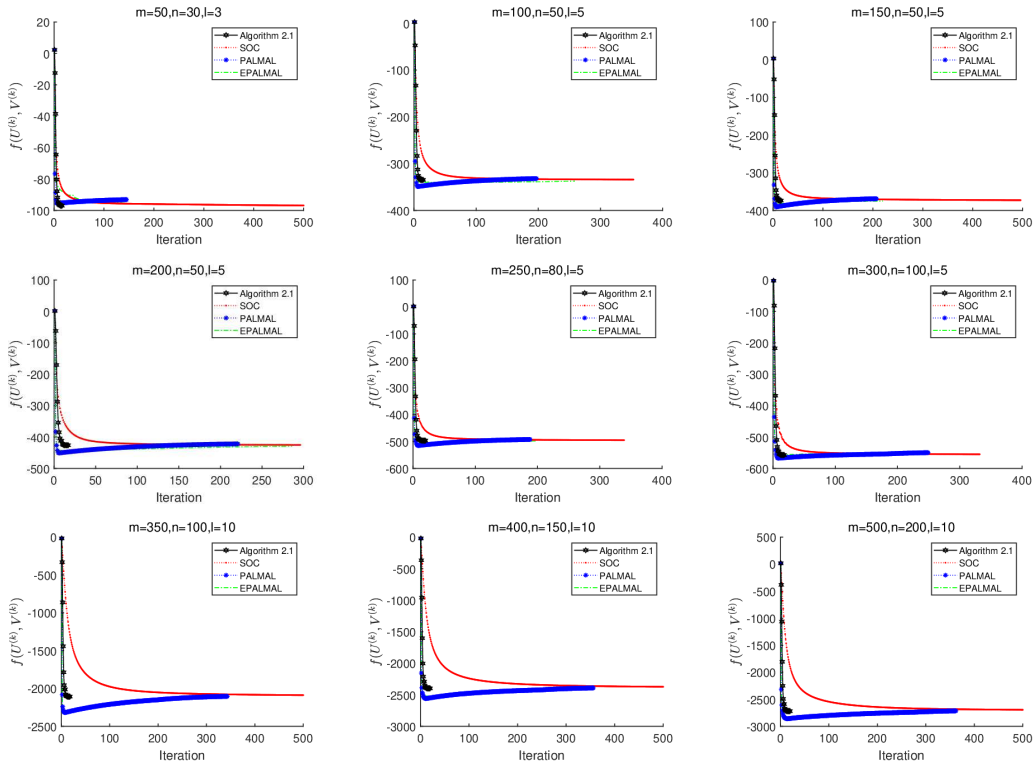 m=50,n=30,l=3
20
0
-20
-40
-60
-80
-100
0 100 200 300 400 500
Iteration
f(U^(k), V^(k))
Algorithm 2.1
SOC
PALMAL
EPALMAL
m=100,n=50,l=5
0
-100
-200
-300
-400
0 100 200 300 400
Iteration
f(U^(k), V^(k))
Algorithm 2.1
SOC
PALMAL
EPALMAL
m=150,n=50,l=5
100
0
-100
-200
-300
-400
0 100 200 300 400 500
Iteration
f(U^(k), V^(k))
Algorithm 2.1
SOC
PALMAL
EPALMAL
m=200,n=50,l=5
100
0
-100
-200
-300
-400
-500
0 50 100 150 200 250 300
Iteration
f(U^(k), V^(k))
Algorithm 2.1
SOC
PALMAL
EPALMAL
m=250,n=80,l=5
100
0
-100
-200
-300
-400
-500
-600
0 100 200 300 400
Iteration
f(U^(k), V^(k))
Algorithm 2.1
SOC
PALMAL
EPALMAL
m=300,n=100,l=5
0
-100
-200
-300
-400
-500
-600
0 100 200 300 400
Iteration
f(U^(k), V^(k))
Algorithm 2.1
SOC
PALMAL
EPALMAL
m=350,n=100,l=10
0
-500
-1000
-1500
-2000
-2500
0 100 200 300 400 500
Iteration
f(U^(k), V^(k))
Algorithm 2.1
SOC
PALMAL
EPALMAL
m=400,n=150,l=10
0
-500
-1000
-1500
-2000
-2500
-3000
0 100 200 300 400 500
Iteration
f(U^(k), V^(k))
Algorithm 2.1
SOC
PALMAL
EPALMAL
m=500,n=200,l=10
500
0
-500
-1000
-1500
-2000
-2500
-3000
0 100 200 300 400 500
Iteration
f(U^(k), V^(k))
Algorithm 2.1
SOC
PALMAL
EPALMAL